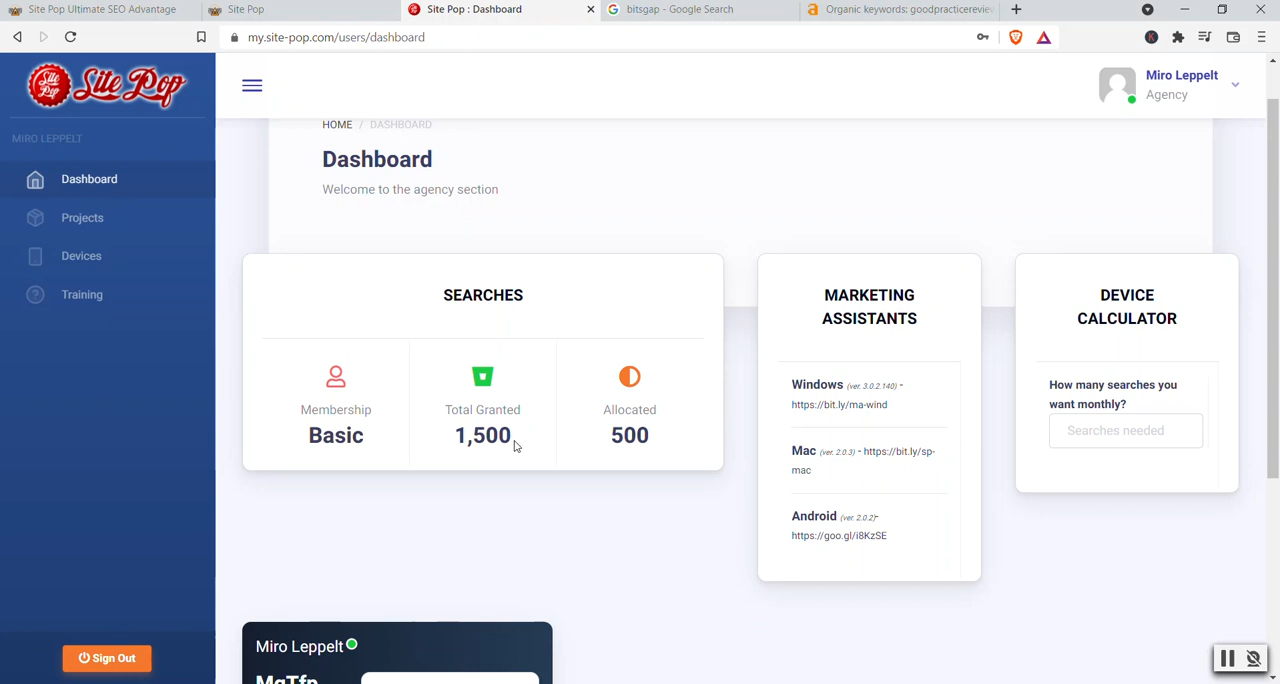 Site Pop Ultimate SEO Advantage
Site Pop
Site Pop : Dashboard
bitsgap - Google Search
Organic keywords: goodpracticerevie
my.site-pop.com/users/dashboard
K
Site Pop
Site Pop
Miro Leppelt
Agency
MIRO LEPPELT
Dashboard
Projects
Devices
Training
Sign Out
HOME / DASHBOARD
Dashboard
Welcome to the agency section
SEARCHES
Membership
Basic
Total Granted
1,500
Allocated
500
MARKETING
ASSISTANTS
Windows (ver. 3.0.2.140) -
https://bit.ly/ma-wind
Mac (ver. 2.0.3) - https://bit.ly/sp-
mac
Android (ver. 2.0.2)-
https://goo.gl/i8KzSE
DEVICE
CALCULATOR
How many searches you
want monthly?
Searches needed
Miro Leppelt